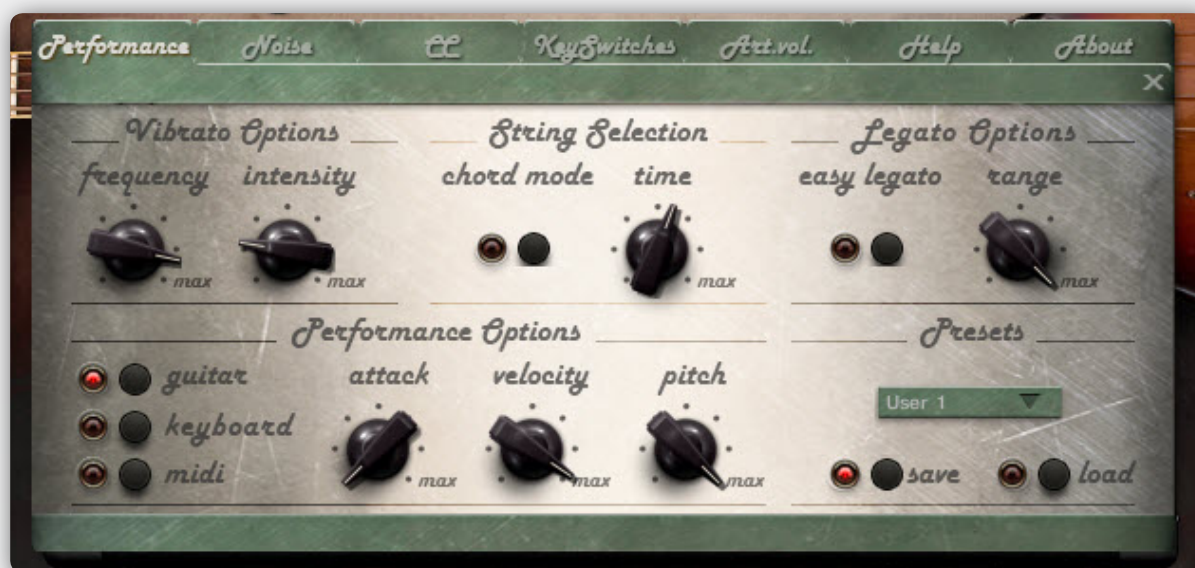 Performance Noise CC KeySwitches Art.vol. Help About
X
Vibrato Options String Selection Legato Options
frequency intensity chord mode time easy legato range
max max max max
Performance Options Presets
guitar attack velocity pitch
User 1
keyboard
midi max max max save load